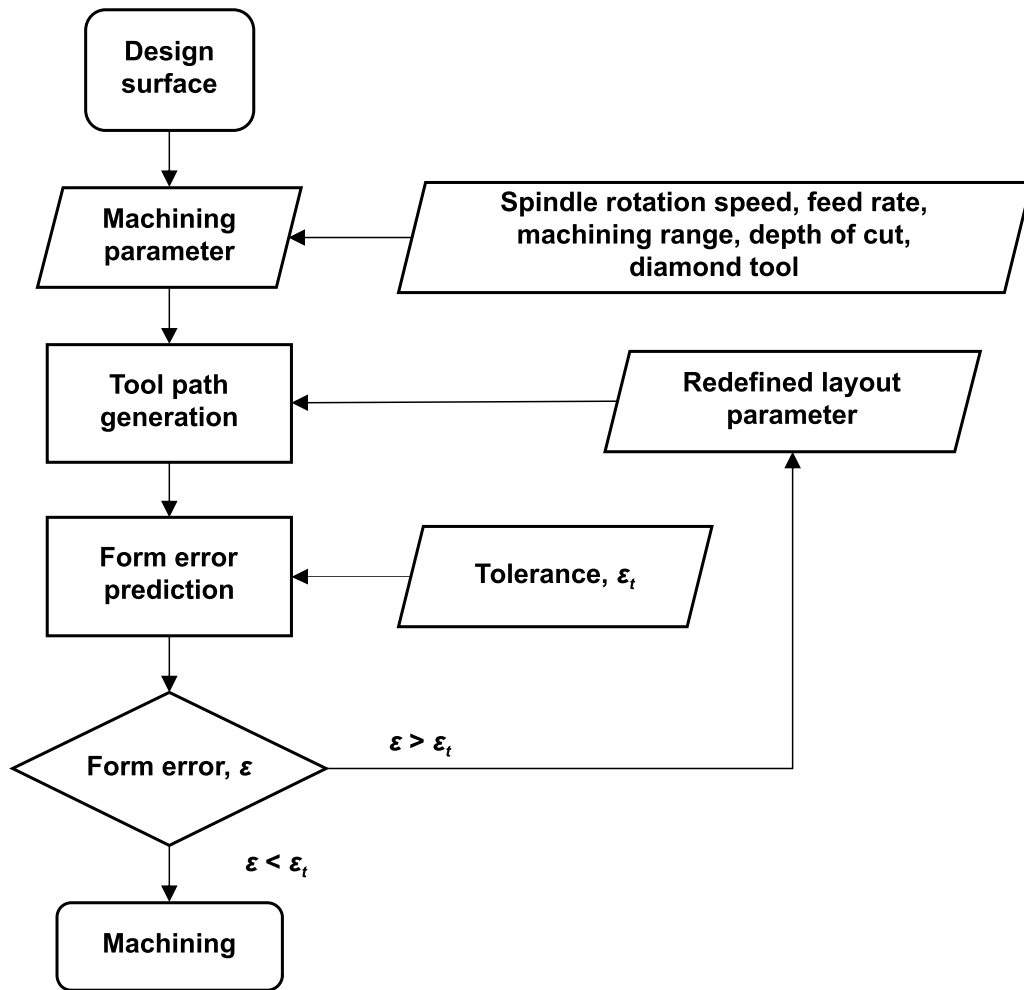 Design
surface
Machining
parameter
Spindle rotation speed, feed rate,
machining range, depth of cut,
diamond tool
Tool path
generation
Redefined layout
parameter
Form error
prediction
Tolerance, εₜ
Form error, ε
ε > εₜ
ε < εₜ
Machining